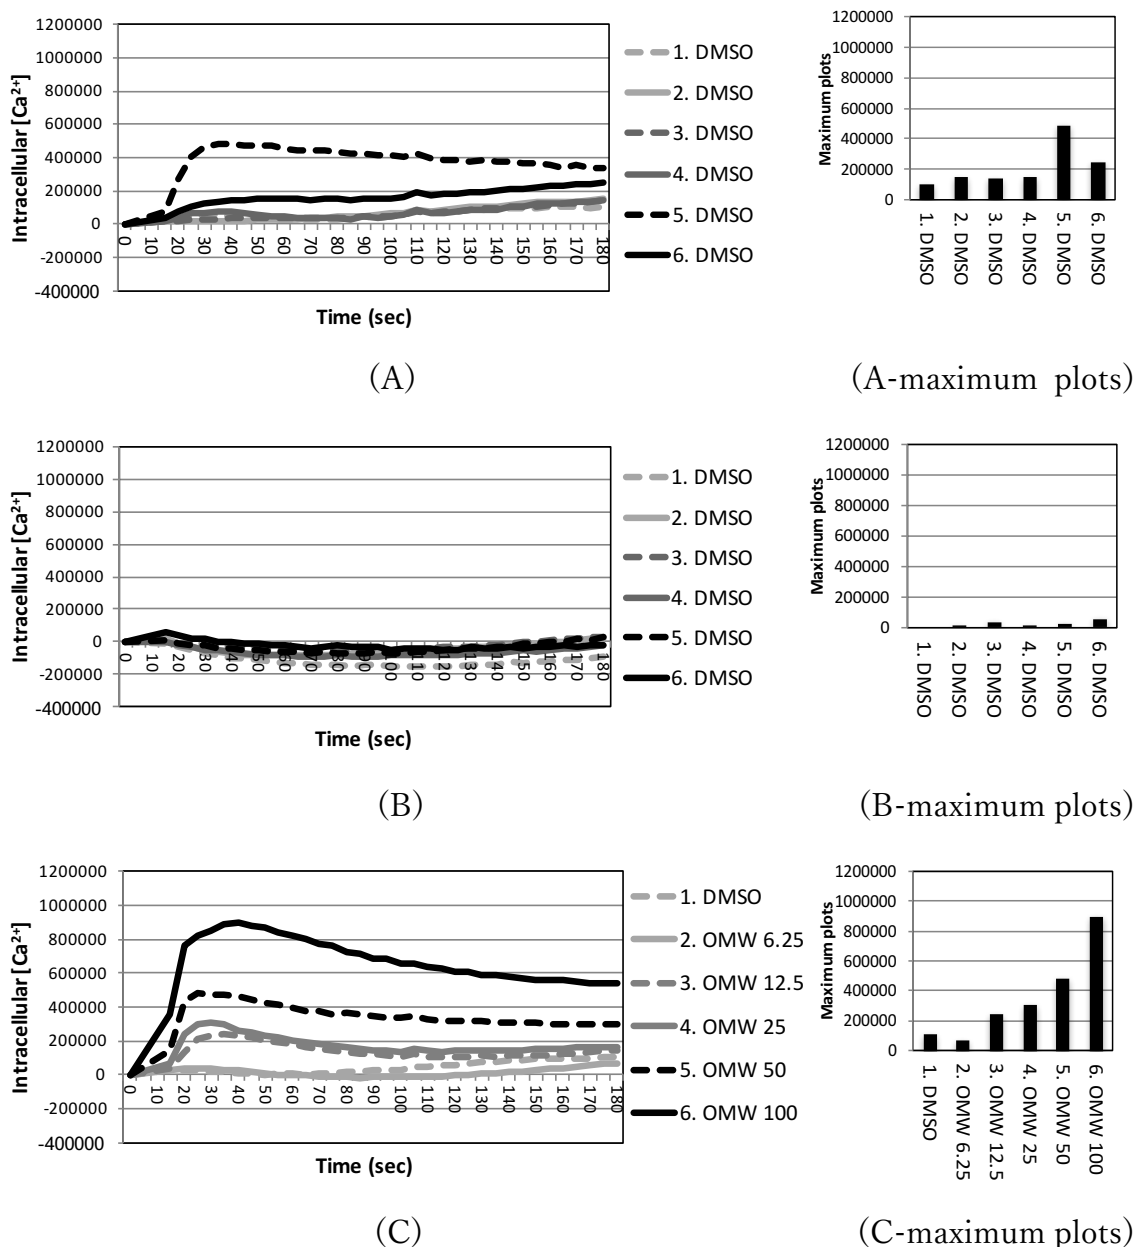 1200000
1000000
800000
600000
400000
200000
0
-200000
-400000
Intracellular [Ca²⁺]
0 10 20 30 40 50 60 70 80 90 100 110 120 130 140 150 160 170 180
Time (sec)
1. DMSO
2. DMSO
3. DMSO
4. DMSO
5. DMSO
6. DMSO
(A)
1200000
1000000
800000
600000
400000
200000
0
Maximum plots
1. DMSO
2. DMSO
3. DMSO
4. DMSO
5. DMSO
6. DMSO
(A-maximum plots)
1200000
1000000
800000
600000
400000
200000
0
-200000
-400000
Intracellular [Ca²⁺]
0 10 20 30 40 50 60 70 80 90 100 110 120 130 140 150 160 170 180
Time (sec)
1. DMSO
2. DMSO
3. DMSO
4. DMSO
5. DMSO
6. DMSO
(B)
1200000
1000000
800000
600000
400000
200000
0
Maximum plots
1. DMSO
2. DMSO
3. DMSO
4. DMSO
5. DMSO
6. DMSO
(B-maximum plots)
1200000
1000000
800000
600000
400000
200000
0
-200000
-400000
Intracellular [Ca²⁺]
0 10 20 30 40 50 60 70 80 90 100 110 120 130 140 150 160 170 180
Time (sec)
1. DMSO
2. OMW 6.25
3. OMW 12.5
4. OMW 25
5. OMW 50
6. OMW 100
(C)
1200000
1000000
800000
600000
400000
200000
0
Maximum plots
1. DMSO
2. OMW 6.25
3. OMW 12.5
4. OMW 25
5. OMW 50
6. OMW 100
(C-maximum plots)